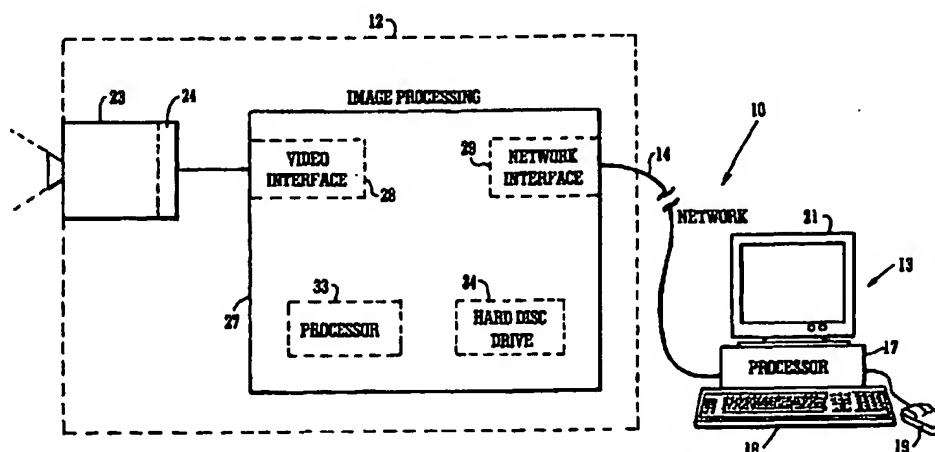 12
23
24
IMAGE PROCESSING
10
VIDEO
INTERFACE
28
29
NETWORK
INTERFACE
14
NETWORK
21
13
33
PROCESSOR
34
HARD DISC
DRIVE
27
17
PROCESSOR
18
19